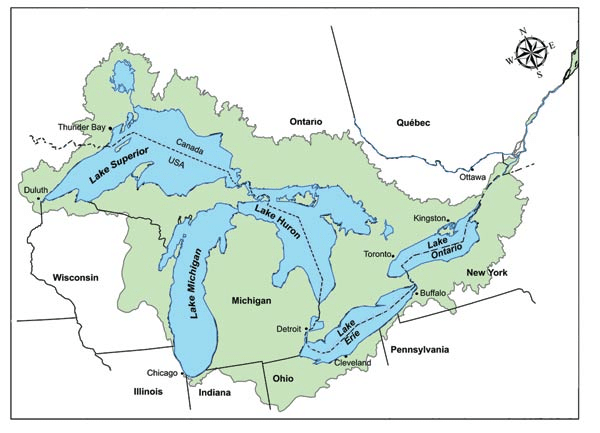 N
W
E
S
Ontario
Québec
Thunder Bay
Canada
USA
Lake Superior
Ottawa
Duluth
Kingston
Lake Huron
Lake
Ontario
Toronto
Lake Michigan
Wisconsin
New York
Michigan
Buffalo
Detroit
Lake
Erie
Pennsylvania
Cleveland
Chicago
Ohio
Illinois
Indiana